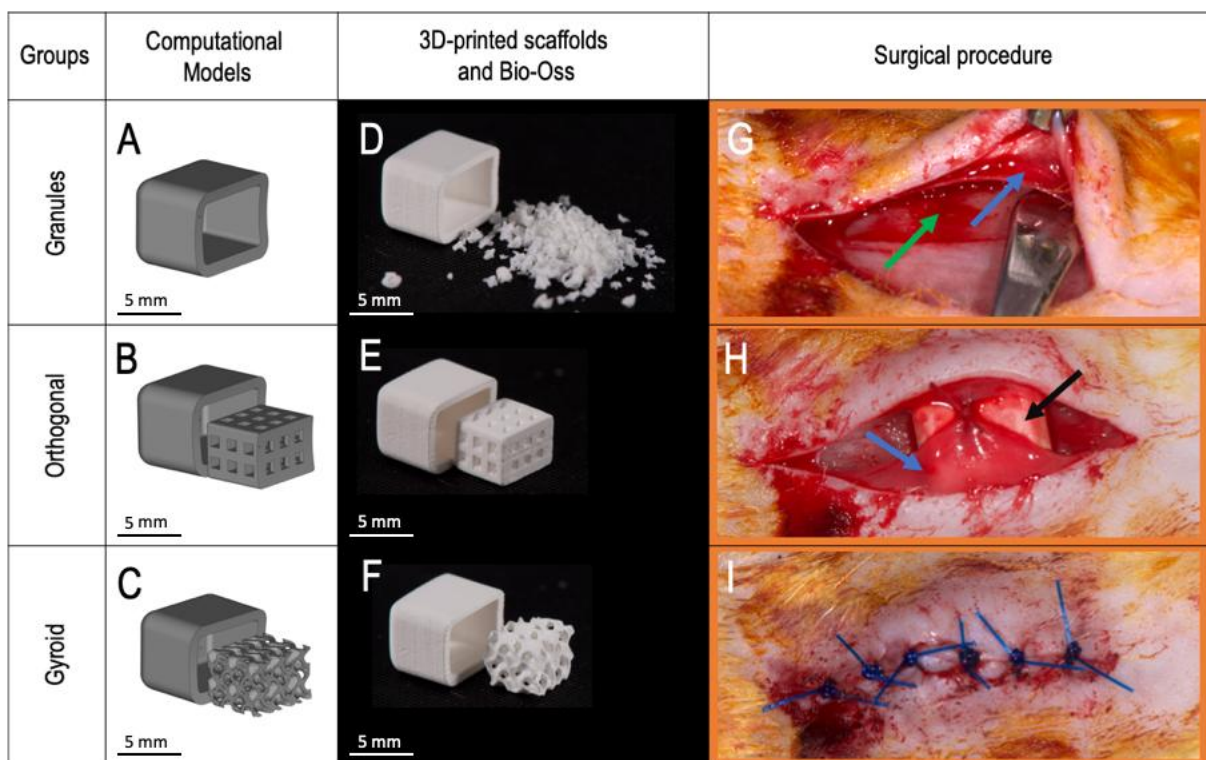 Groups
Computational
Models
3D-printed scaffolds
and Bio-Oss
Surgical procedure
Granules
A
5 mm
D
5 mm
G
Orthogonal
B
5 mm
E
5 mm
H
Gyroid
C
5 mm
F
5 mm
I